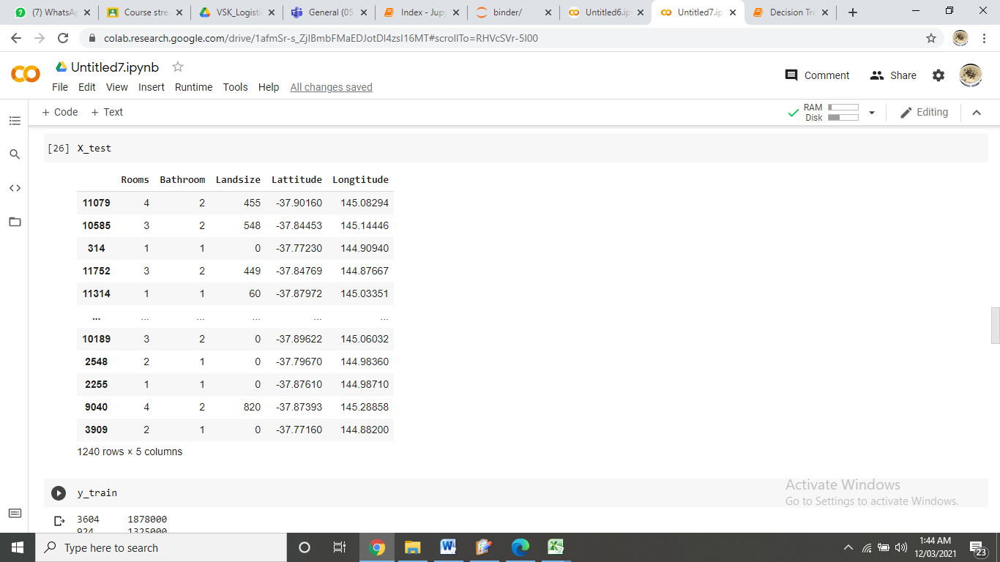 (7) WhatsAp
Course stre
VSK_Logist
General (05
Index - Jup
binder/
Untitled6.ip
Untitled7.ip
Decision Tre
colab.research.google.com/drive/1afmSr-s_ZjIBmbFMaEDJotDl4zsI16MT#scrollTo=RHVcSVr-5I00
Untitled7.ipynb
Comment
Share
File Edit View Insert Runtime Tools Help All changes saved
+ Code + Text
RAM
Disk
Editing
[26] X_test
Rooms Bathroom Landsize Lattitude Longtitude
11079 4 2 455 -37.90160 145.08294
10585 3 2 548 -37.84453 145.14446
314 1 1 0 -37.77230 144.90940
11752 3 2 449 -37.84769 144.87667
11314 1 1 60 -37.87972 145.03351
... ... ... ... ... ...
10189 3 2 0 -37.89622 145.06032
2548 2 1 0 -37.79670 144.98360
2255 1 1 0 -37.87610 144.98710
9040 4 2 820 -37.87393 145.28858
3909 2 1 0 -37.77160 144.88200
1240 rows × 5 columns
y_train
3604 1878000
924 1325000
Activate Windows
Go to Settings to activate Windows.
Type here to search
1:44 AM
12/03/2021
23